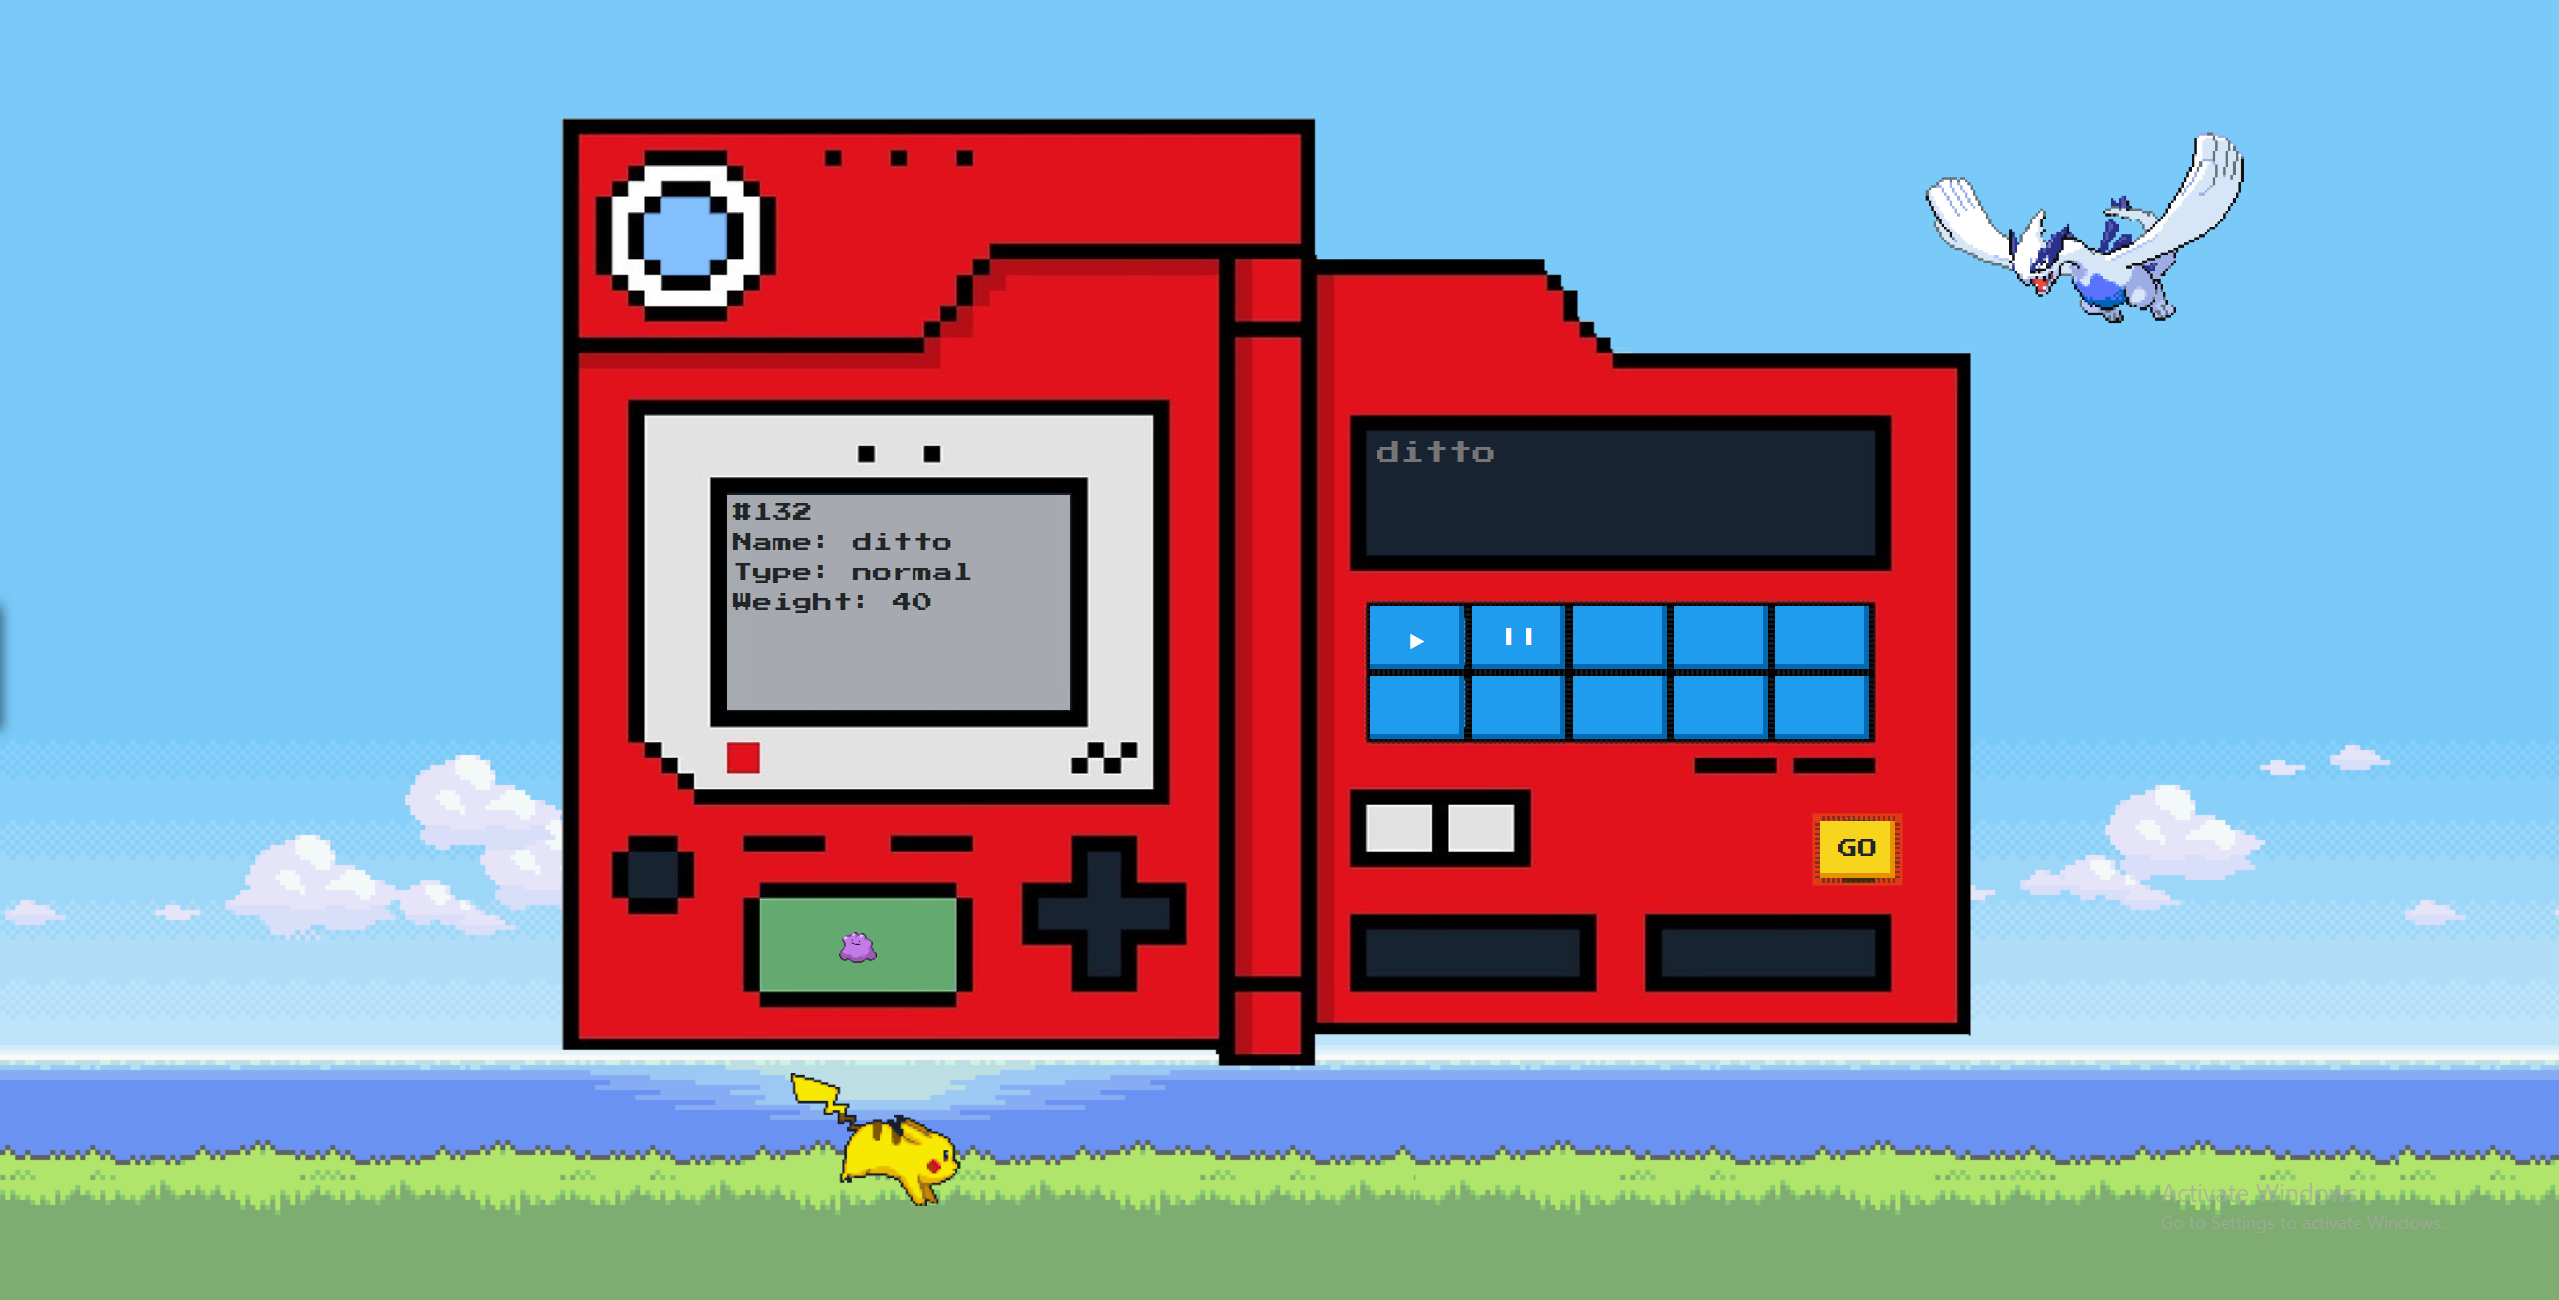 #132
Name: ditto
Type: normal
Weight: 40
ditto
GO
Activate Windows
Go to Settings to activate Windows.